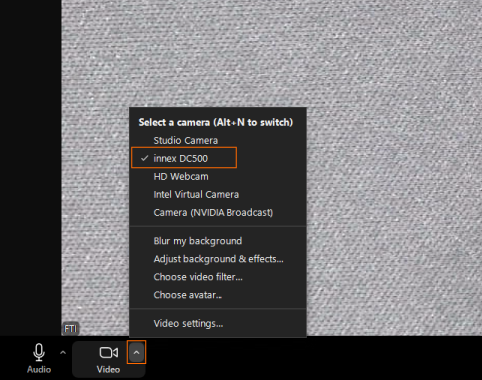 Select a camera (Alt+N to switch)
Studio Camera
innex DC500
HD Webcam
Intel Virtual Camera
Camera (NVIDIA Broadcast)
Blur my background
Adjust background & effects...
Choose video filter...
Choose avatar...
Video settings...
FTI
Audio
Video